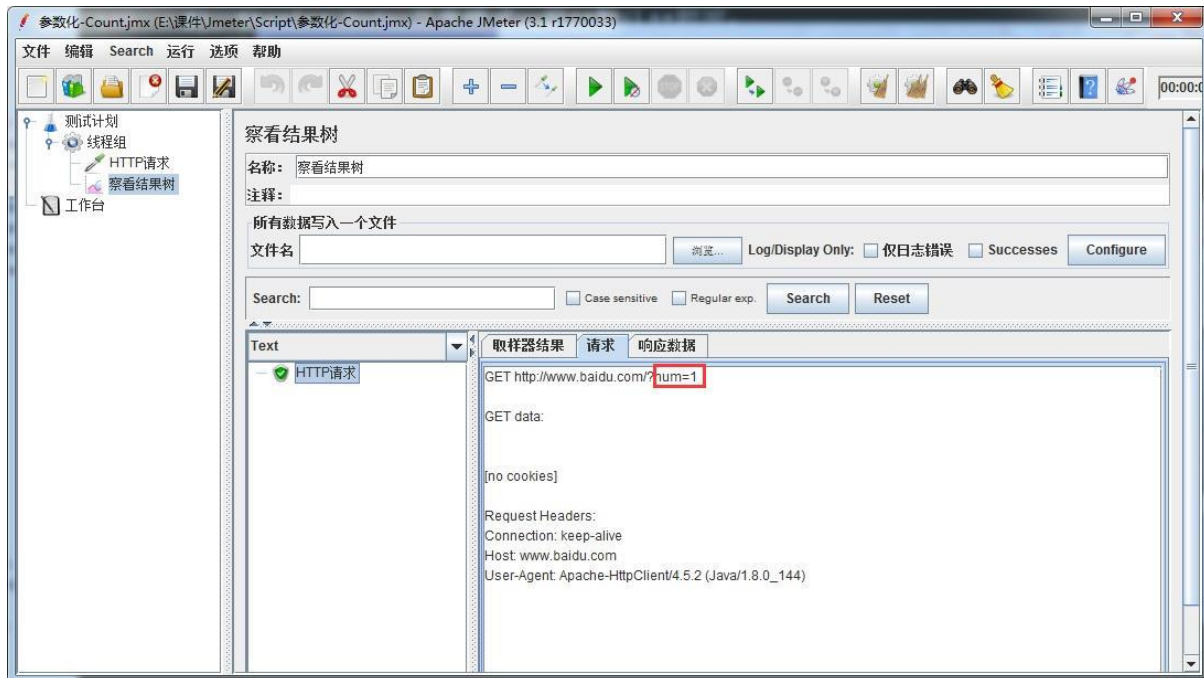 参数化-Count.jmx (E:\课件\Jmeter\Script\参数化-Count.jmx) - Apache JMeter (3.1 r1770033)
文件 编辑 Search 运行 选项 帮助
00:00:0
测试计划
线程组
HTTP请求
察看结果树
工作台
察看结果树
名称: 察看结果树
注释:
所有数据写入一个文件
文件名 浏览... Log/Display Only: 仅日志错误 Successes Configure
Search: Case sensitive Regular exp. Search Reset
Text
HTTP请求
取样器结果 请求 响应数据
GET http://www.baidu.com/?num=1
GET data:
[no cookies]
Request Headers:
Connection: keep-alive
Host: www.baidu.com
User-Agent: Apache-HttpClient/4.5.2 (Java/1.8.0_144)